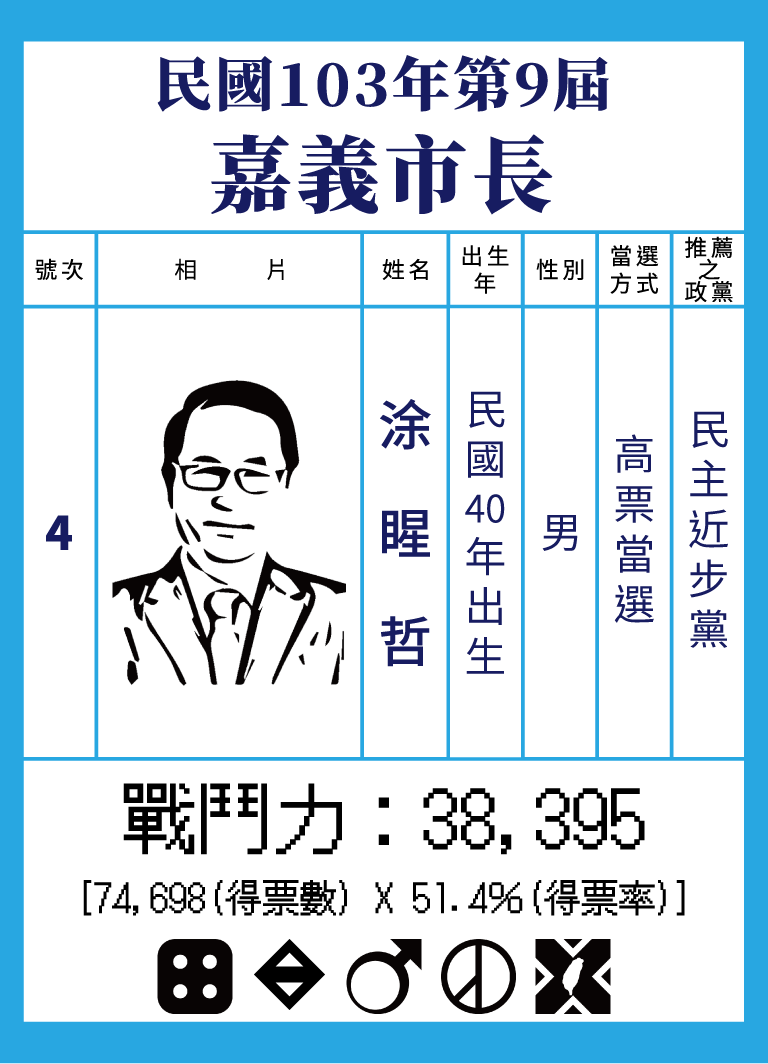 民國103年第9屆
嘉義市長
號次
相片
姓名
出生年
性別
當選方式
推薦之政黨
4
涂醒哲
民國40年出生
男
高票當選
民主近步黨
戰鬥力：38,395
[74,698(得票數) X 51.4%(得票率)]